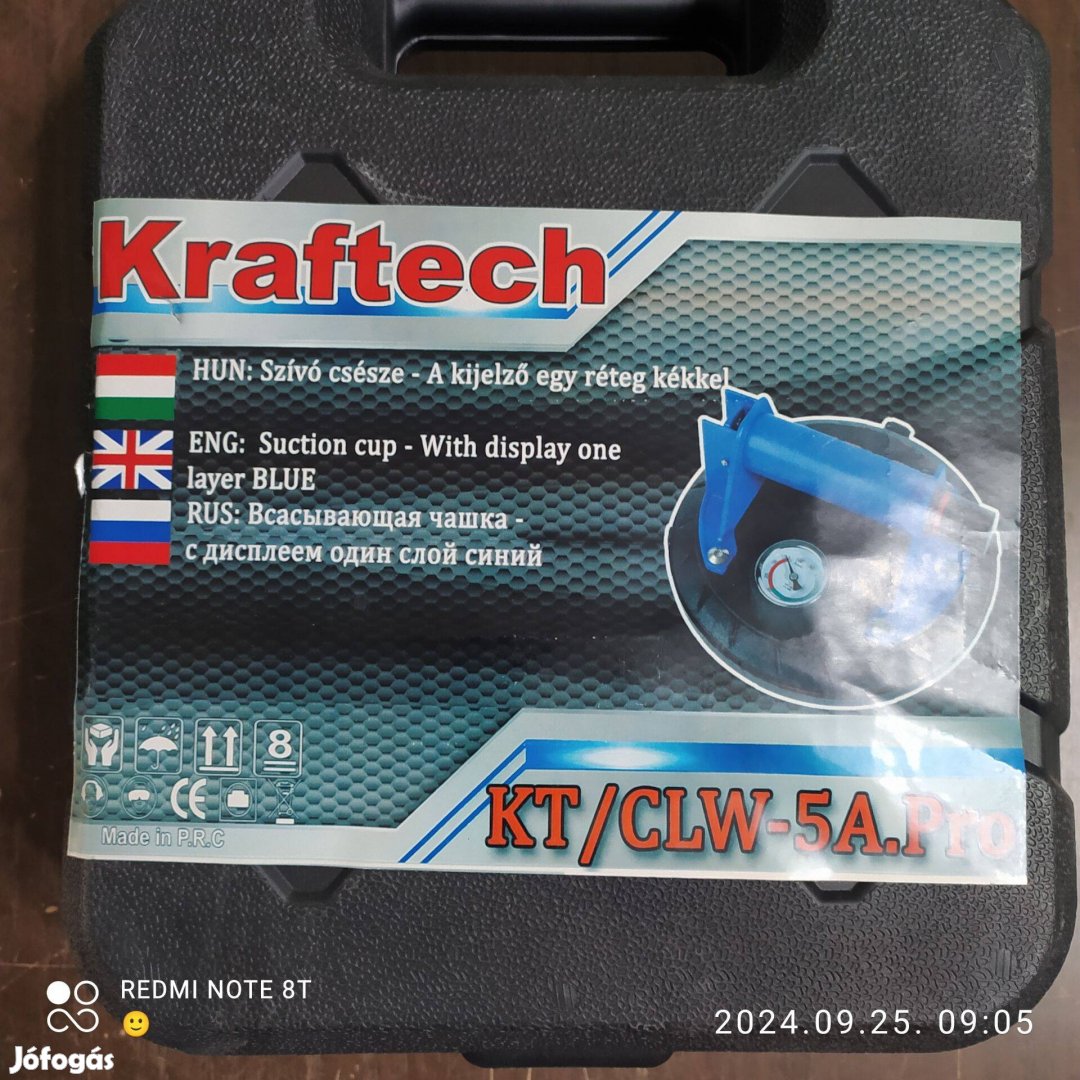 Kraftech
HUN: Szívó csésze - A kijelző egy réteg kékkel
ENG: Suction cup - With display one
layer BLUE
RUS: Всасывающая чашка -
с дисплеем один слой синий
8
CE
Made in P.R.C
KT/CLW-5A.Pro
REDMI NOTE 8T
2024.09.25. 09:05
Jófogás